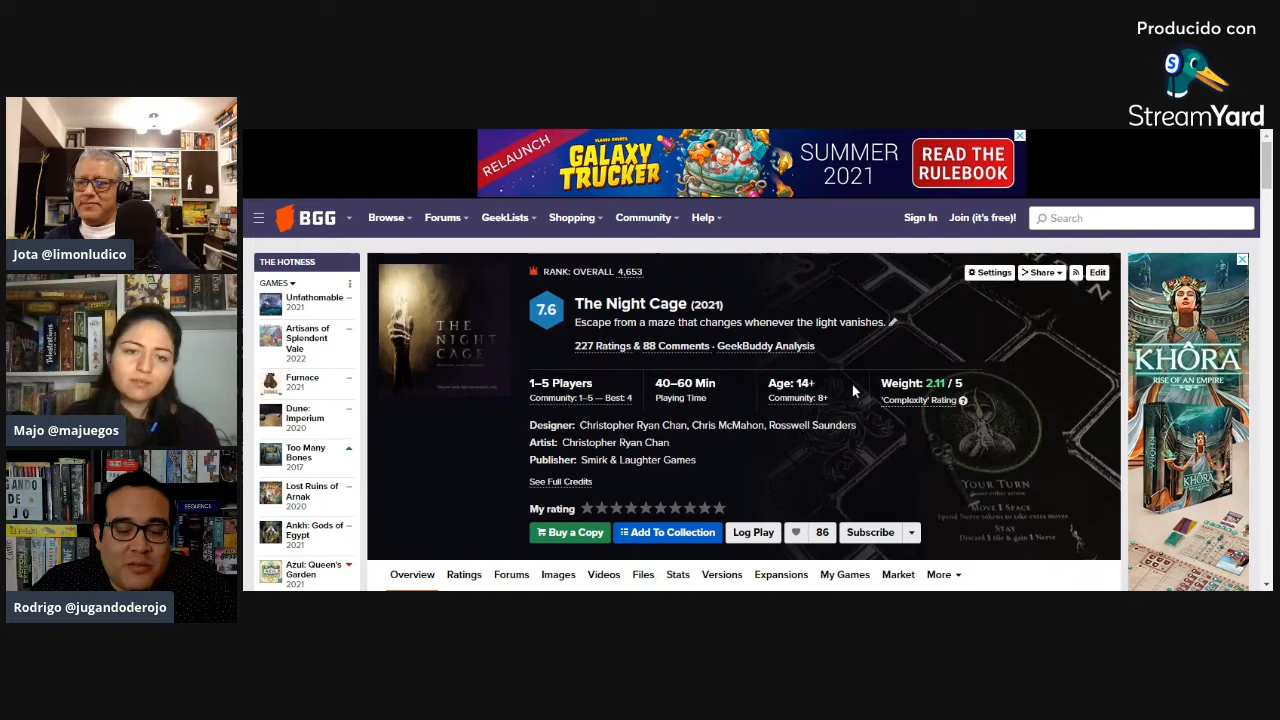 Producido con
StreamYard
Jota @limonludico
Majo @majuegos
SEQUENCE
Rodrigo @jugandoderojo
RELAUNCH
GALAXY
TRUCKER
SUMMER
2021
READ THE
RULEBOOK
BGG
Browse
Forums
GeekLists
Shopping
Community
Help
Sign In
Join (it's free!)
Search
THE HOTNESS
GAMES
Unfathomable
2021
Artisans of
Splendent
Vale
2022
Furnace
2021
Dune:
Imperium
2020
Too Many
Bones
2017
Lost Ruins of
Arnak
2020
Ankh: Gods of
Egypt
2021
Azul: Queen's
Garden
2021
THE
NIGHT
CAGE
RANK: OVERALL 4,653
Settings
Share
Edit
7.6
The Night Cage (2021)
Escape from a maze that changes whenever the light vanishes.
227 Ratings & 88 Comments · GeekBuddy Analysis
1–5 Players
Community: 1–5 — Best: 4
40–60 Min
Playing Time
Age: 14+
Community: 8+
Weight: 2.11 / 5
'Complexity' Rating
Designer: Christopher Ryan Chan, Chris McMahon, Rosswell Saunders
Artist: Christopher Ryan Chan
Publisher: Smirk & Laughter Games
See Full Credits
My rating
Buy a Copy
Add To Collection
Log Play
86
Subscribe
YOUR TURN
MOVE 1 SPACE
Spend Nerve tokens to take extra moves
STAY
Discard 1 tile & gain 1 Nerve
Overview
Ratings
Forums
Images
Videos
Files
Stats
Versions
Expansions
My Games
Market
More
KHÔRA
RISE OF AN EMPIRE
KHÔRA